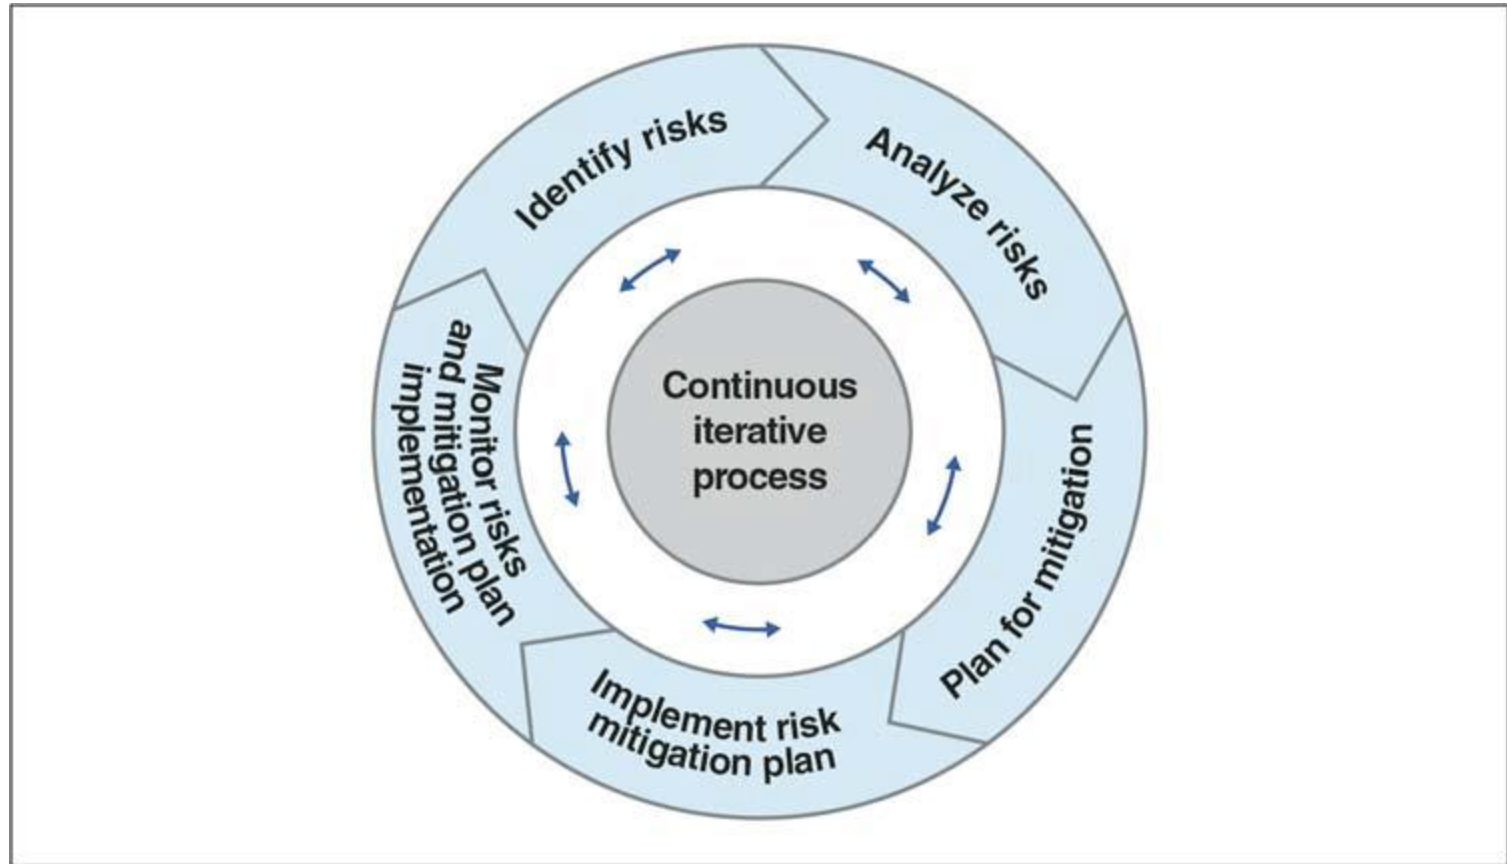 Identify risks
Analyze risks
Plan for mitigation
Implement risk
mitigation plan
Monitor risks
and mitigation plan
implementation
Continuous
iterative
process